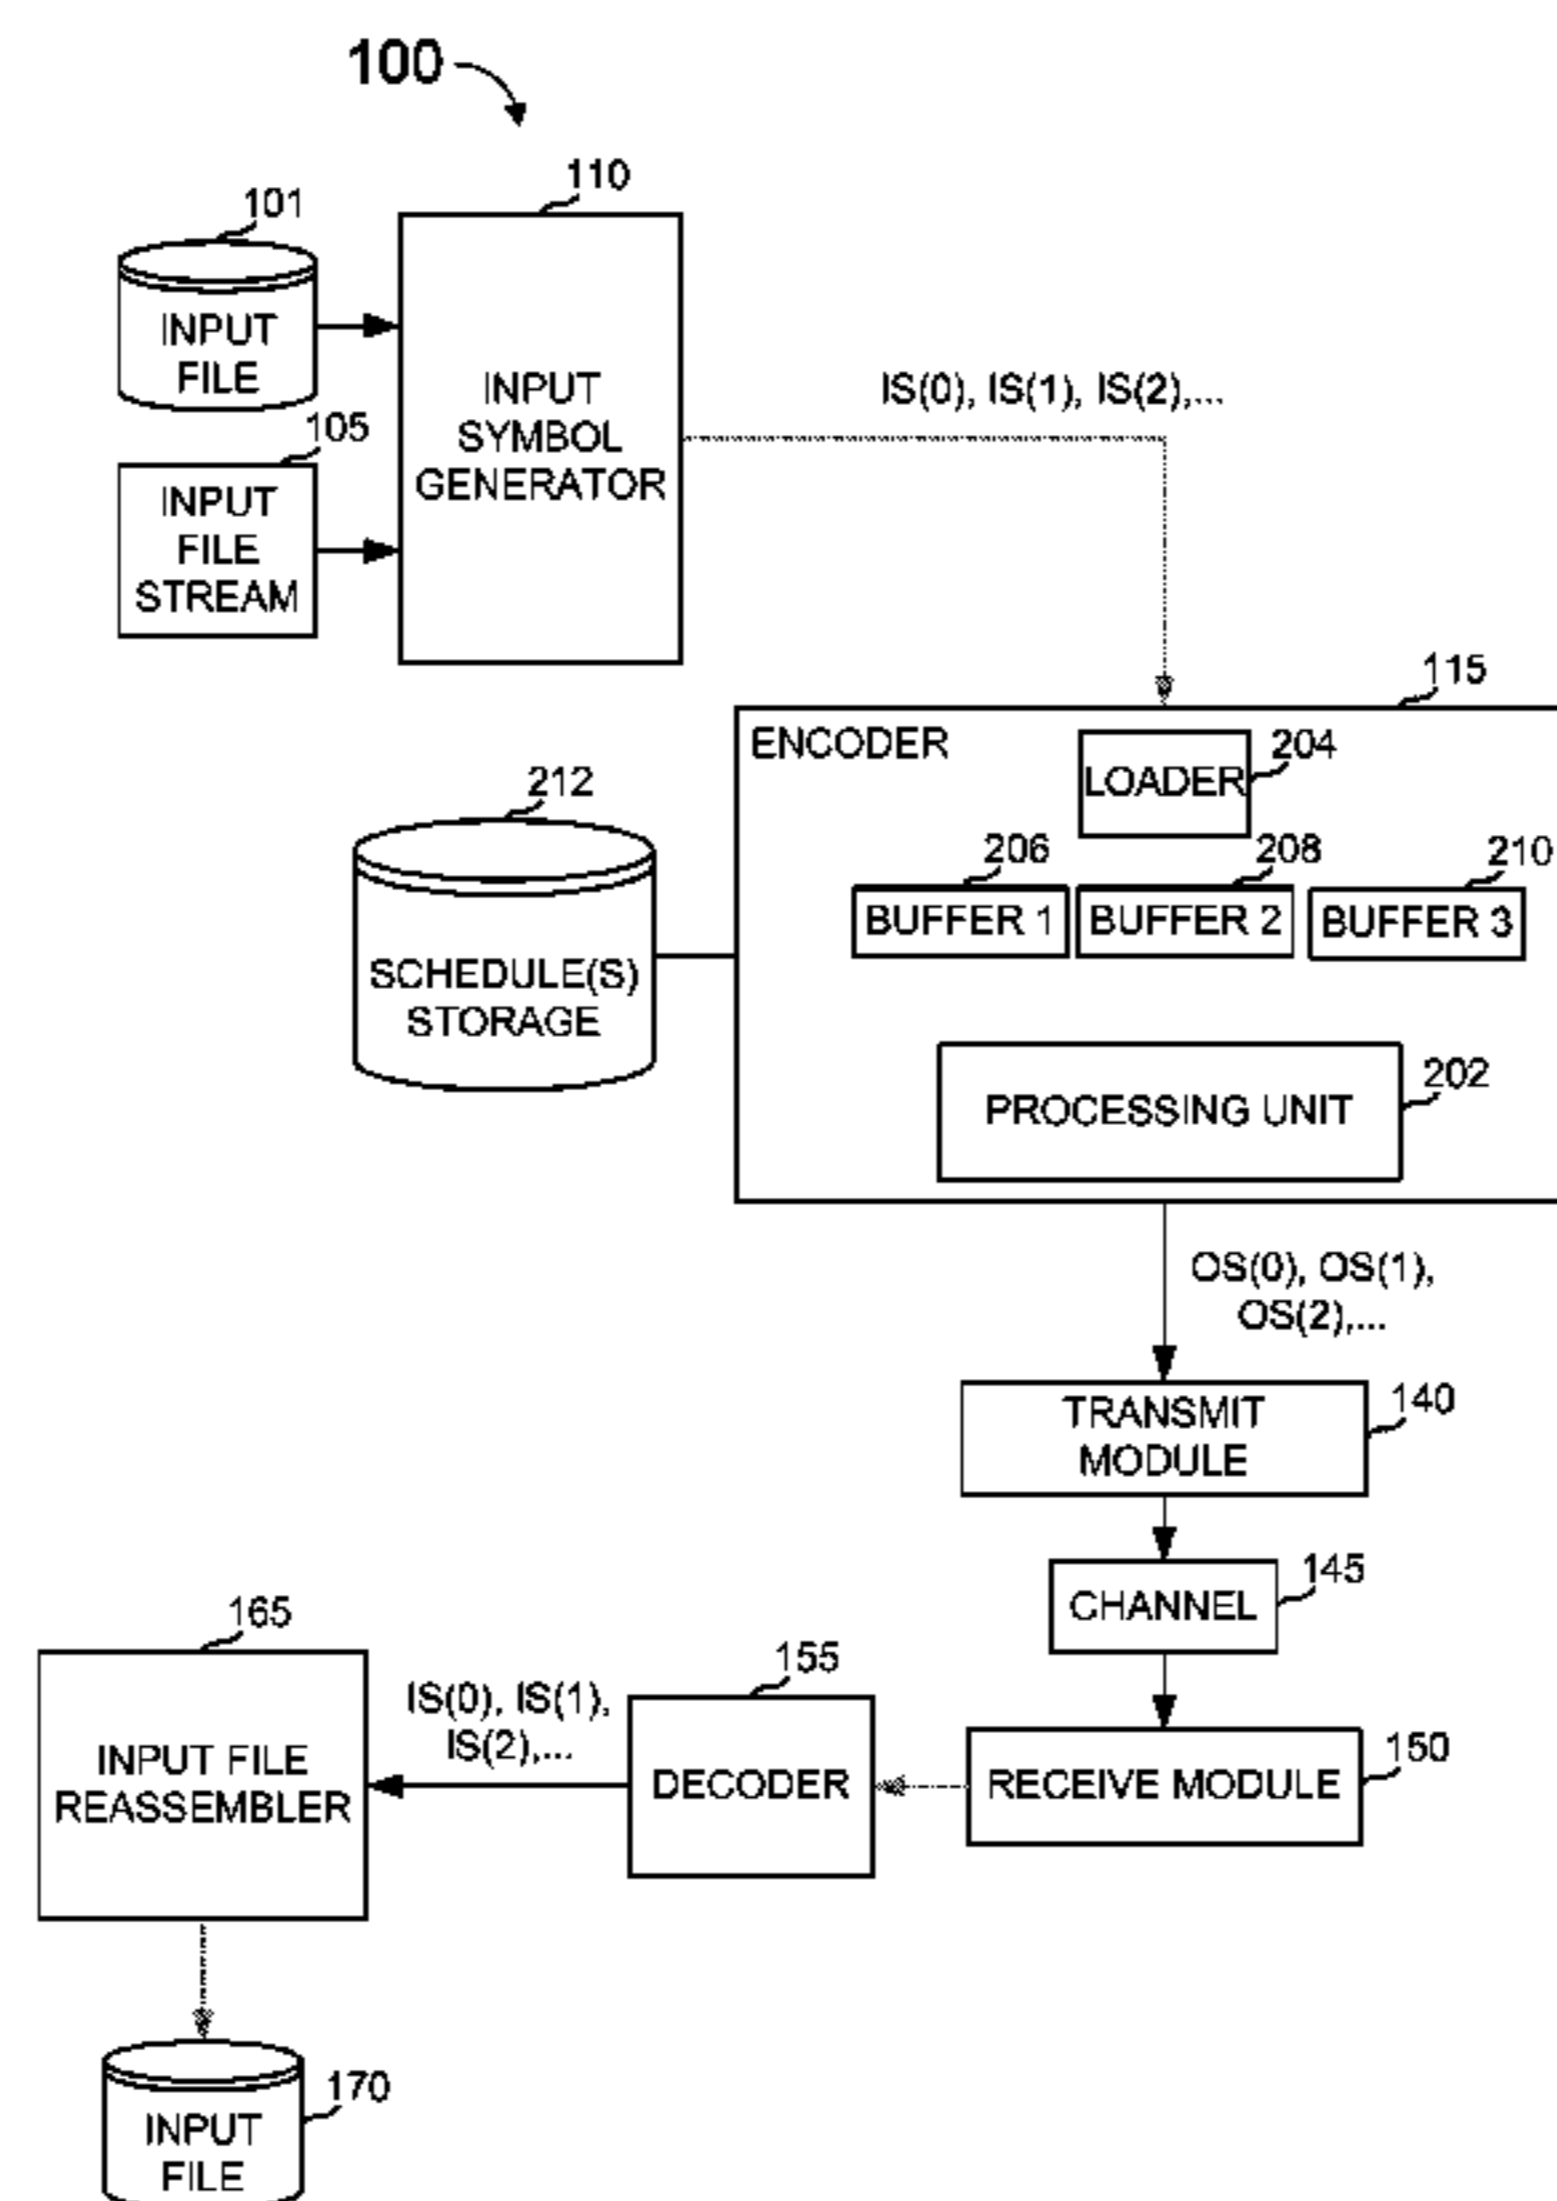 100
110
101
INPUT
FILE
105
INPUT
FILE
STREAM
INPUT
SYMBOL
GENERATOR
IS(0), IS(1), IS(2),...
115
ENCODER
LOADER
204
212
SCHEDULE(S)
STORAGE
206
208
210
BUFFER 1
BUFFER 2
BUFFER 3
PROCESSING UNIT
202
OS(0), OS(1),
OS(2),...
TRANSMIT
MODULE
140
CHANNEL
145
RECEIVE MODULE
150
155
DECODER
IS(0), IS(1),
IS(2),...
165
INPUT FILE
REASSEMBLER
170
INPUT
FILE